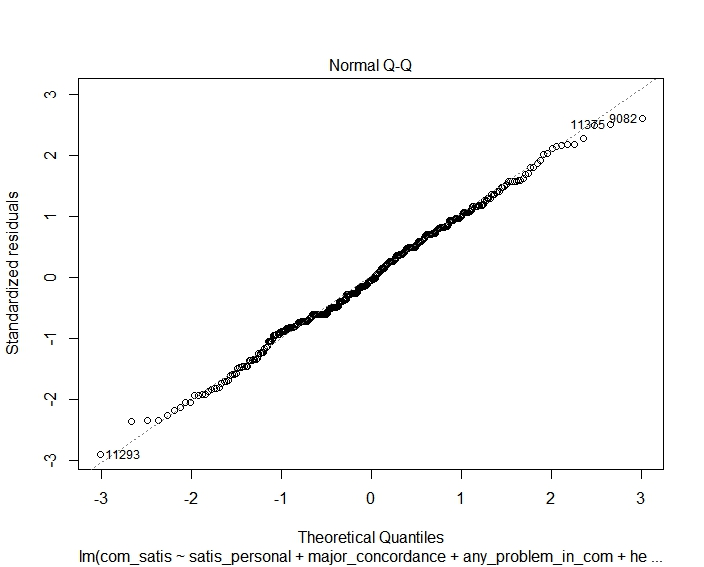 Normal Q-Q
3
2
1
0
-1
-2
-3
Standardized residuals
11375
9082
11293
-3 -2 -1 0 1 2 3
Theoretical Quantiles
lm(com_satis ~ satis_personal + major_concordance + any_problem_in_com + he ...